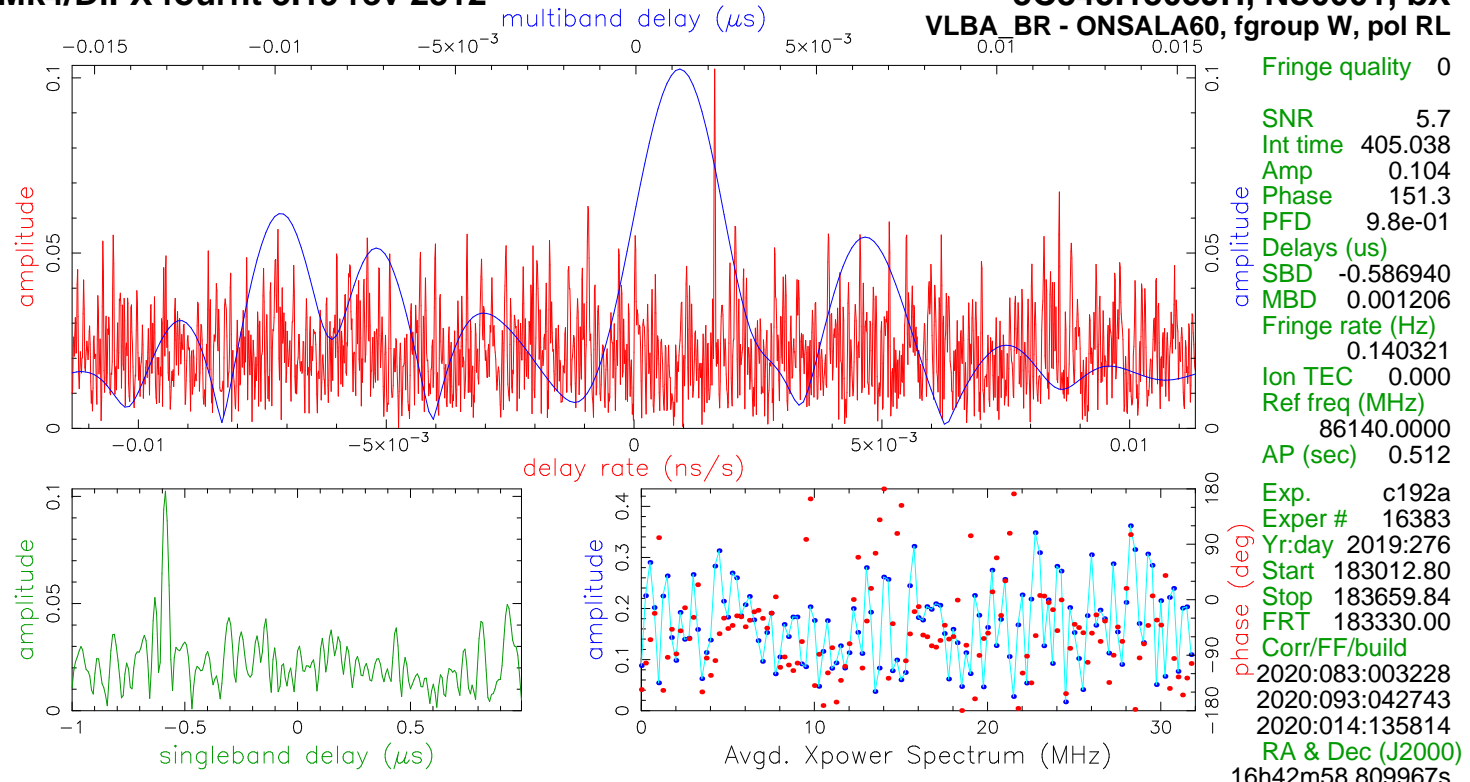 multiband delay (μs)
VLBA_BR - ONSALA60, fgroup W, pol RL
−0.015 −0.01 −5×10⁻³ 0 5×10⁻³ 0.01 0.015
amplitude
0 0.05 0.1
amplitude
0 0.05 0.1
−0.01 −5×10⁻³ 0 5×10⁻³ 0.01
delay rate (ns/s)
Fringe quality 0
SNR 5.7
Int time 405.038
Amp 0.104
Phase 151.3
PFD 9.8e-01
Delays (us)
SBD -0.586940
MBD 0.001206
Fringe rate (Hz)
0.140321
Ion TEC 0.000
Ref freq (MHz)
86140.0000
AP (sec) 0.512
Exp. c192a
Exper # 16383
Yr:day 2019:276
Start 183012.80
Stop 183659.84
FRT 183330.00
Corr/FF/build
2020:083:003228
2020:093:042743
2020:014:135814
RA & Dec (J2000)
16h42m58.809967s
amplitude
0 0.05 0.1
−1 −0.5 0 0.5
singleband delay (μs)
amplitude
0 0.1 0.2 0.3 0.4
phase (deg)
−180 −90 0 90 180
0 10 20 30
Avgd. Xpower Spectrum (MHz)